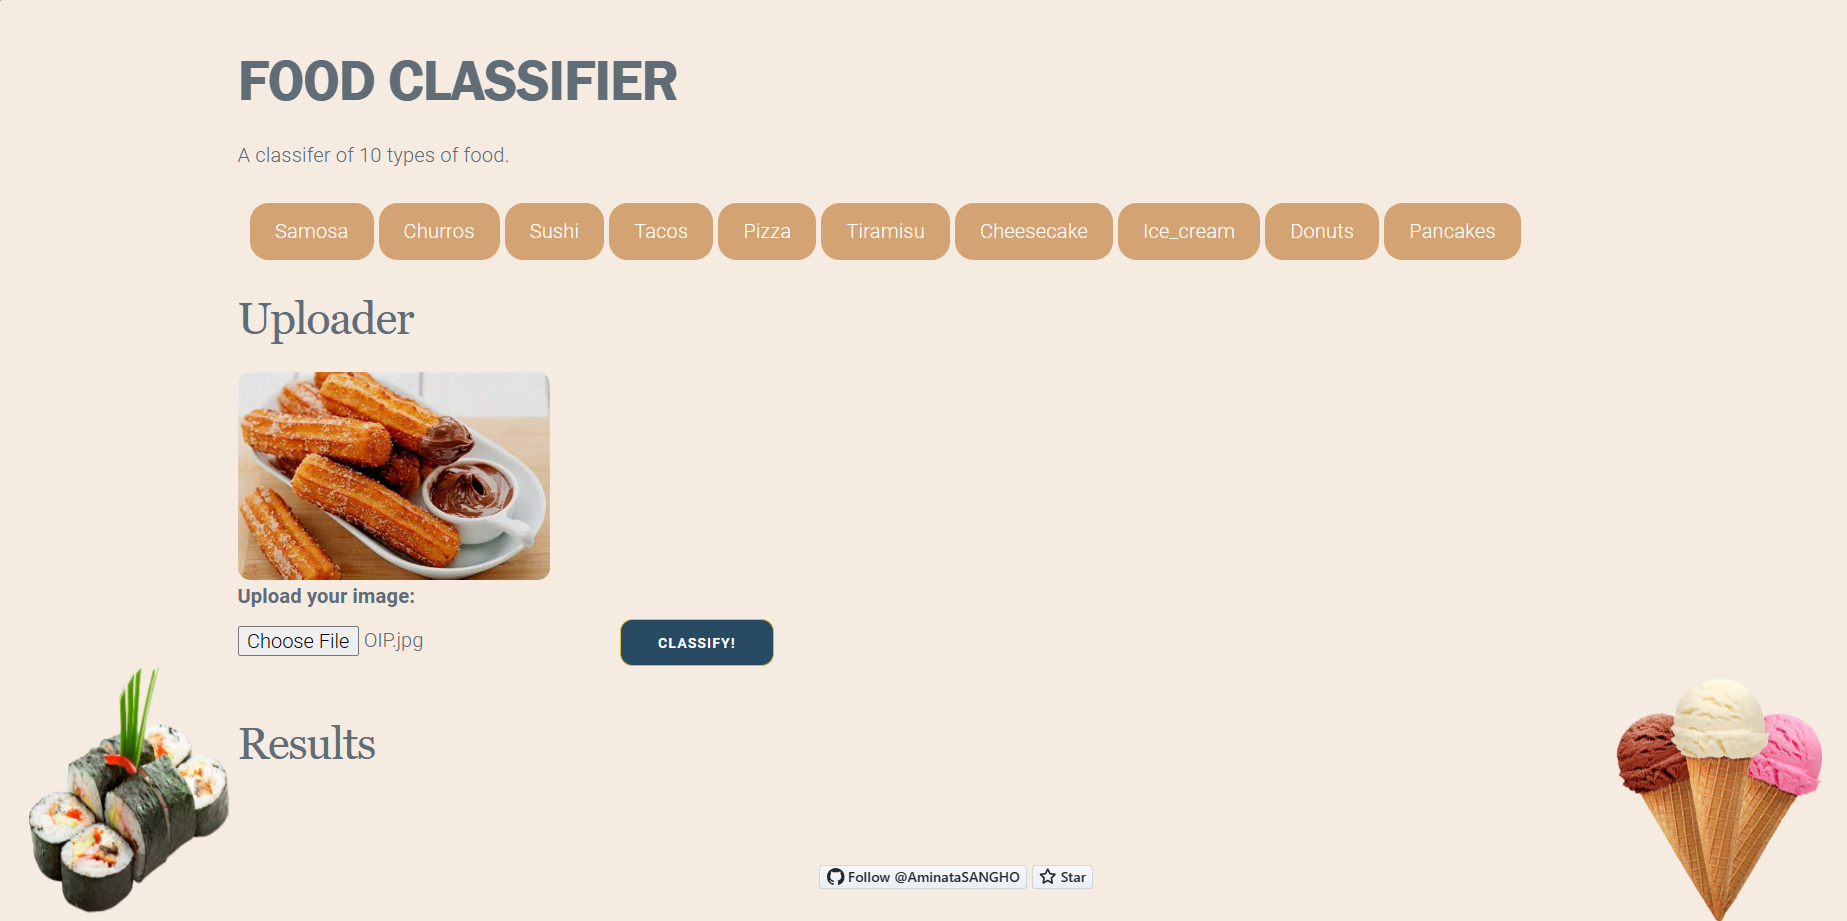 FOOD CLASSIFIER
A classifer of 10 types of food.
Samosa Churros Sushi Tacos Pizza Tiramisu Cheesecake Ice_cream Donuts Pancakes
Uploader
Upload your image:
Choose File OIP.jpg
CLASSIFY!
Results
Follow @AminataSANGHO Star